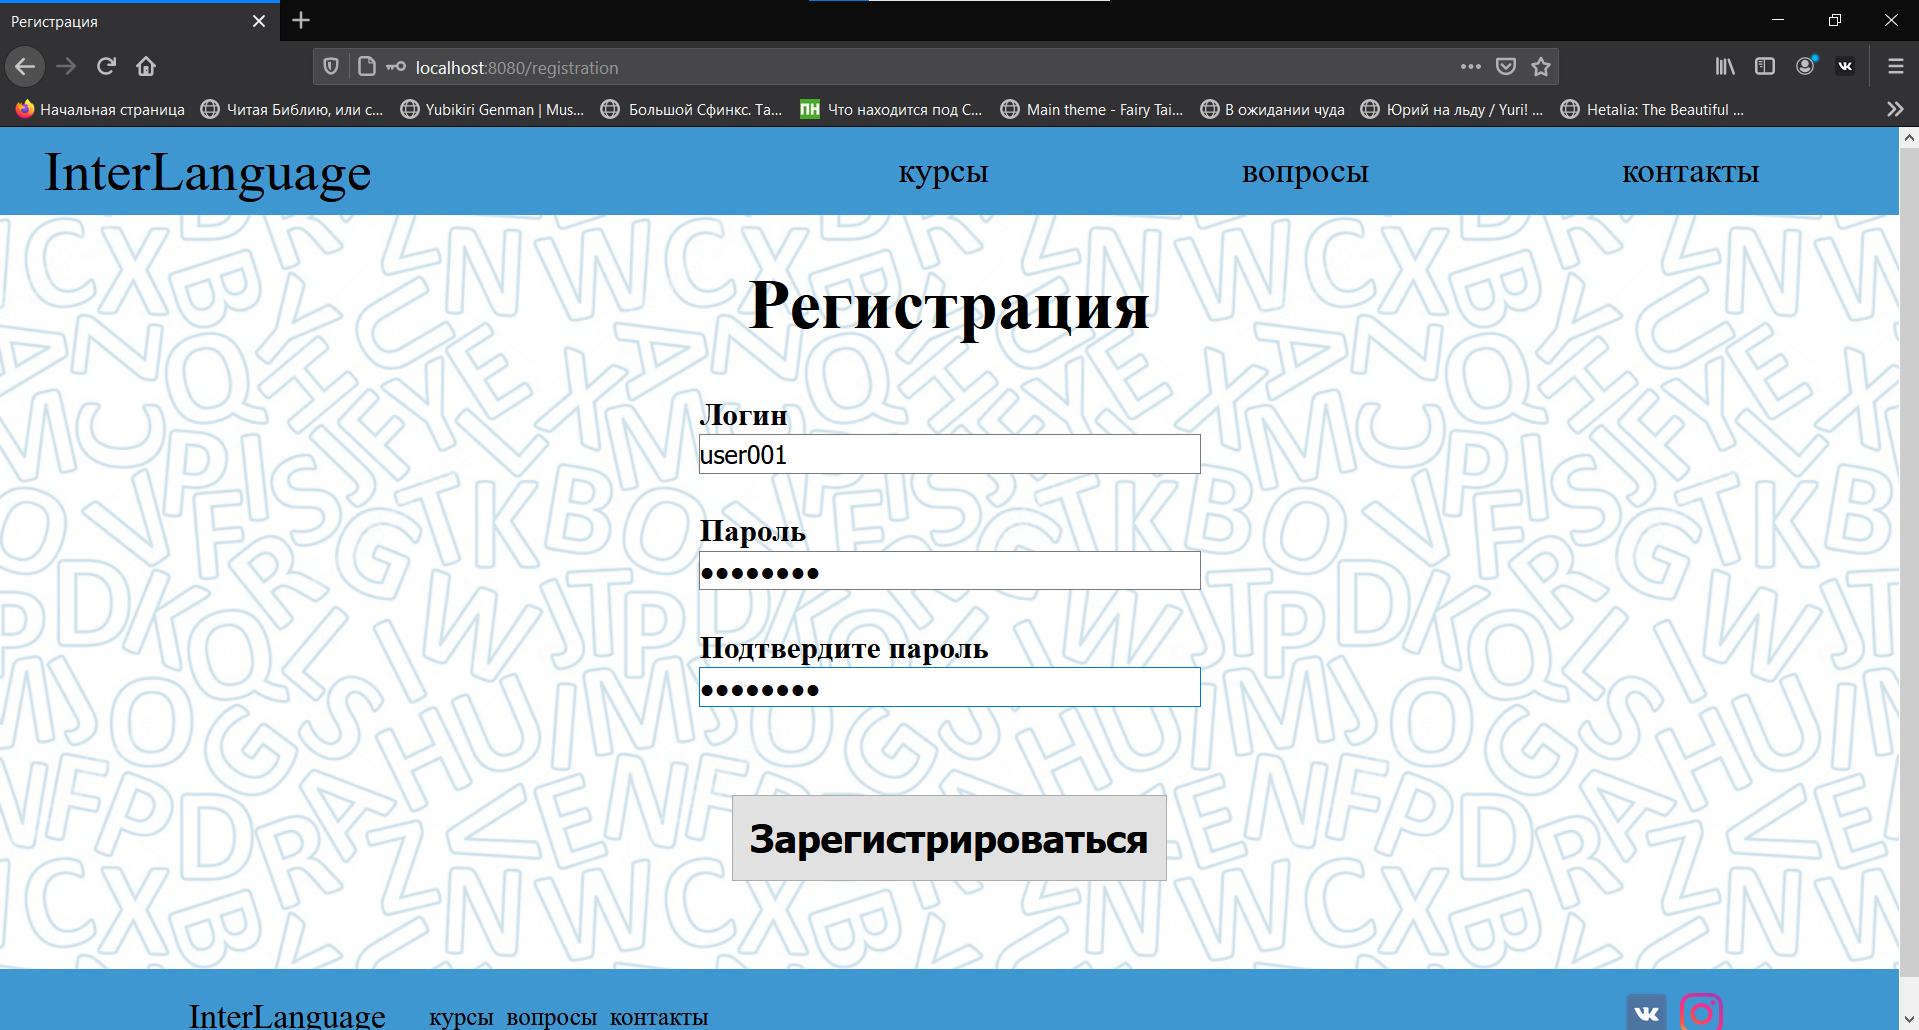 Регистрация
localhost:8080/registration
Начальная страница
Читая Библию, или с...
Yubikiri Genman | Mus...
Большой Сфинкс. Та...
ПН Что находится под С...
Main theme - Fairy Tai...
В ожидании чуда
Юрий на льду / Yuri! ...
Hetalia: The Beautiful ...
InterLanguage
курсы
вопросы
контакты
Регистрация
Логин
user001
Пароль
●●●●●●●●
Подтвердите пароль
●●●●●●●●
Зарегистрироваться
InterLanguage
курсы вопросы контакты